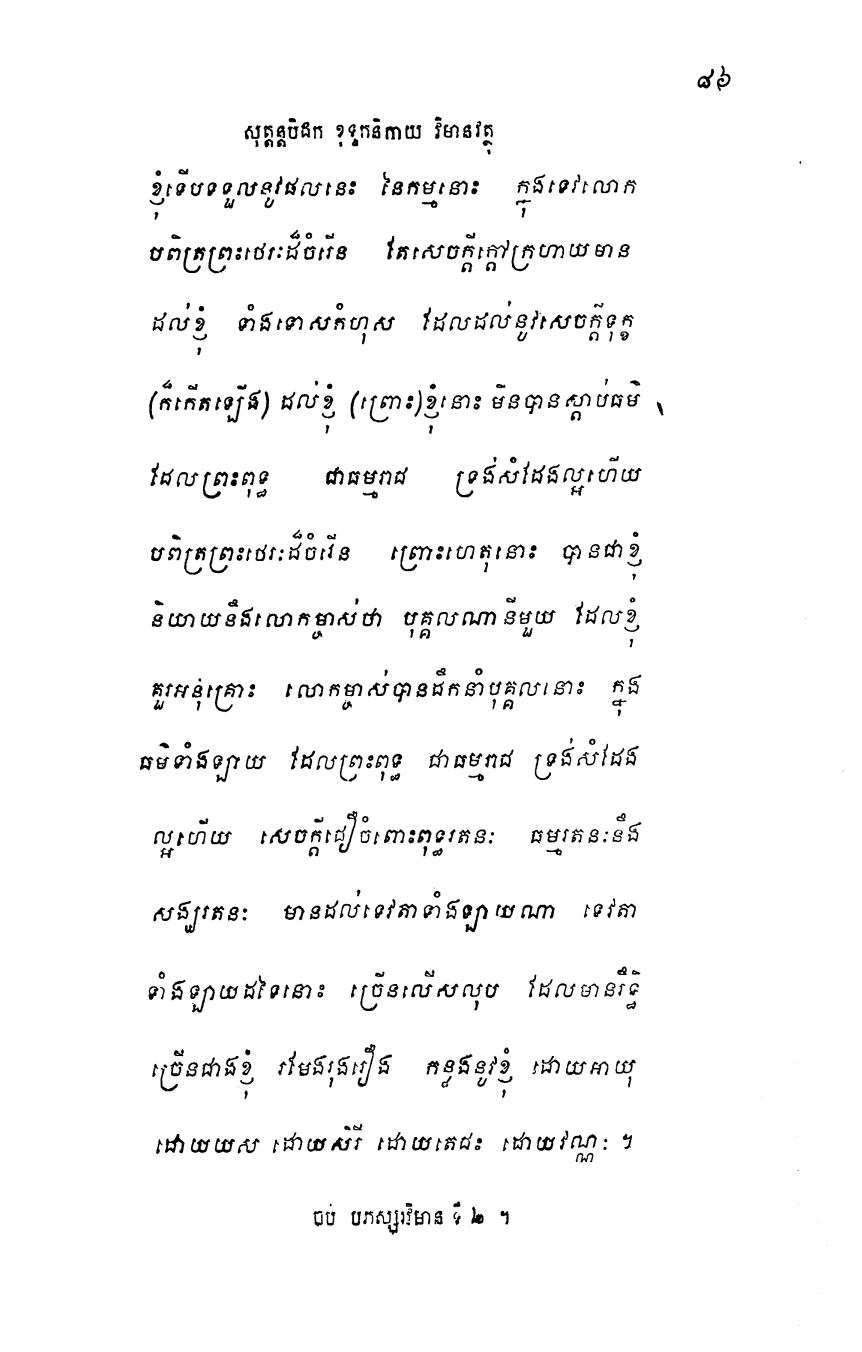 ៨៦
សុត្តន្តបិដក ខុទ្ទកនិកាយ វិមានវត្ថុ
ខ្ញុំទើបទទួលនូវផលនេះ នៃកម្មនោះ ក្នុងទេវលោក
បពិត្រព្រះថេរៈដ៏ចំរើន តែសេចក្តីក្តៅក្រហាយមាន
ដល់ខ្ញុំ ទាំងទោសកំហុស ដែលដល់នូវសេចក្តីទុក្ខ
(ក៏កើតឡើង) ដល់ខ្ញុំ (ព្រោះ)ខ្ញុំនោះ មិនបានស្តាប់ធម៌
ដែលព្រះពុទ្ធ ជាធម្មរាជ ទ្រង់សំដែងល្អហើយ
បពិត្រព្រះថេរៈដ៏ចំរើន ព្រោះហេតុនោះ បានជាខ្ញុំ
និយាយនឹងលោកម្ចាស់ថា បុគ្គលណានីមួយ ដែលខ្ញុំ
គួរអនុគ្រោះ លោកម្ចាស់បានដឹកនាំបុគ្គលនោះ ក្នុង
ធម៌ទាំងឡាយ ដែលព្រះពុទ្ធ ជាធម្មរាជ ទ្រង់សំដែង
ល្អហើយ សេចក្តីជឿចំពោះពុទ្ធរតនៈ ធម្មរតនៈនឹង
សង្ឃរតនៈ មានដល់ទេវតាទាំងឡាយណា ទេវតា
ទាំងឡាយដទៃនោះ ច្រើនលើសលុប ដែលមានរឹទ្ធិ
ច្រើនជាងខ្ញុំ រមែងរុងរឿង កន្លងនូវខ្ញុំ ដោយអាយុ
ដោយយស ដោយសិរី ដោយតេជះ ដោយវណ្ណៈ ។
ចប់ បភស្សរវិមាន ទី ២ ។